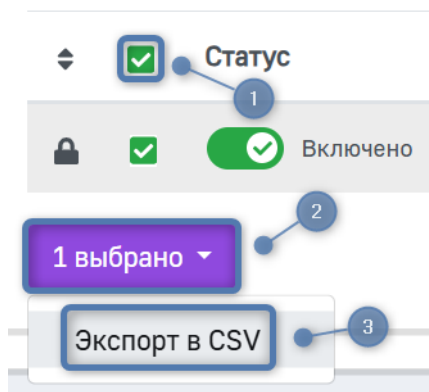 Статус
1
Включено
2
1 выбрано
Экспорт в CSV
3